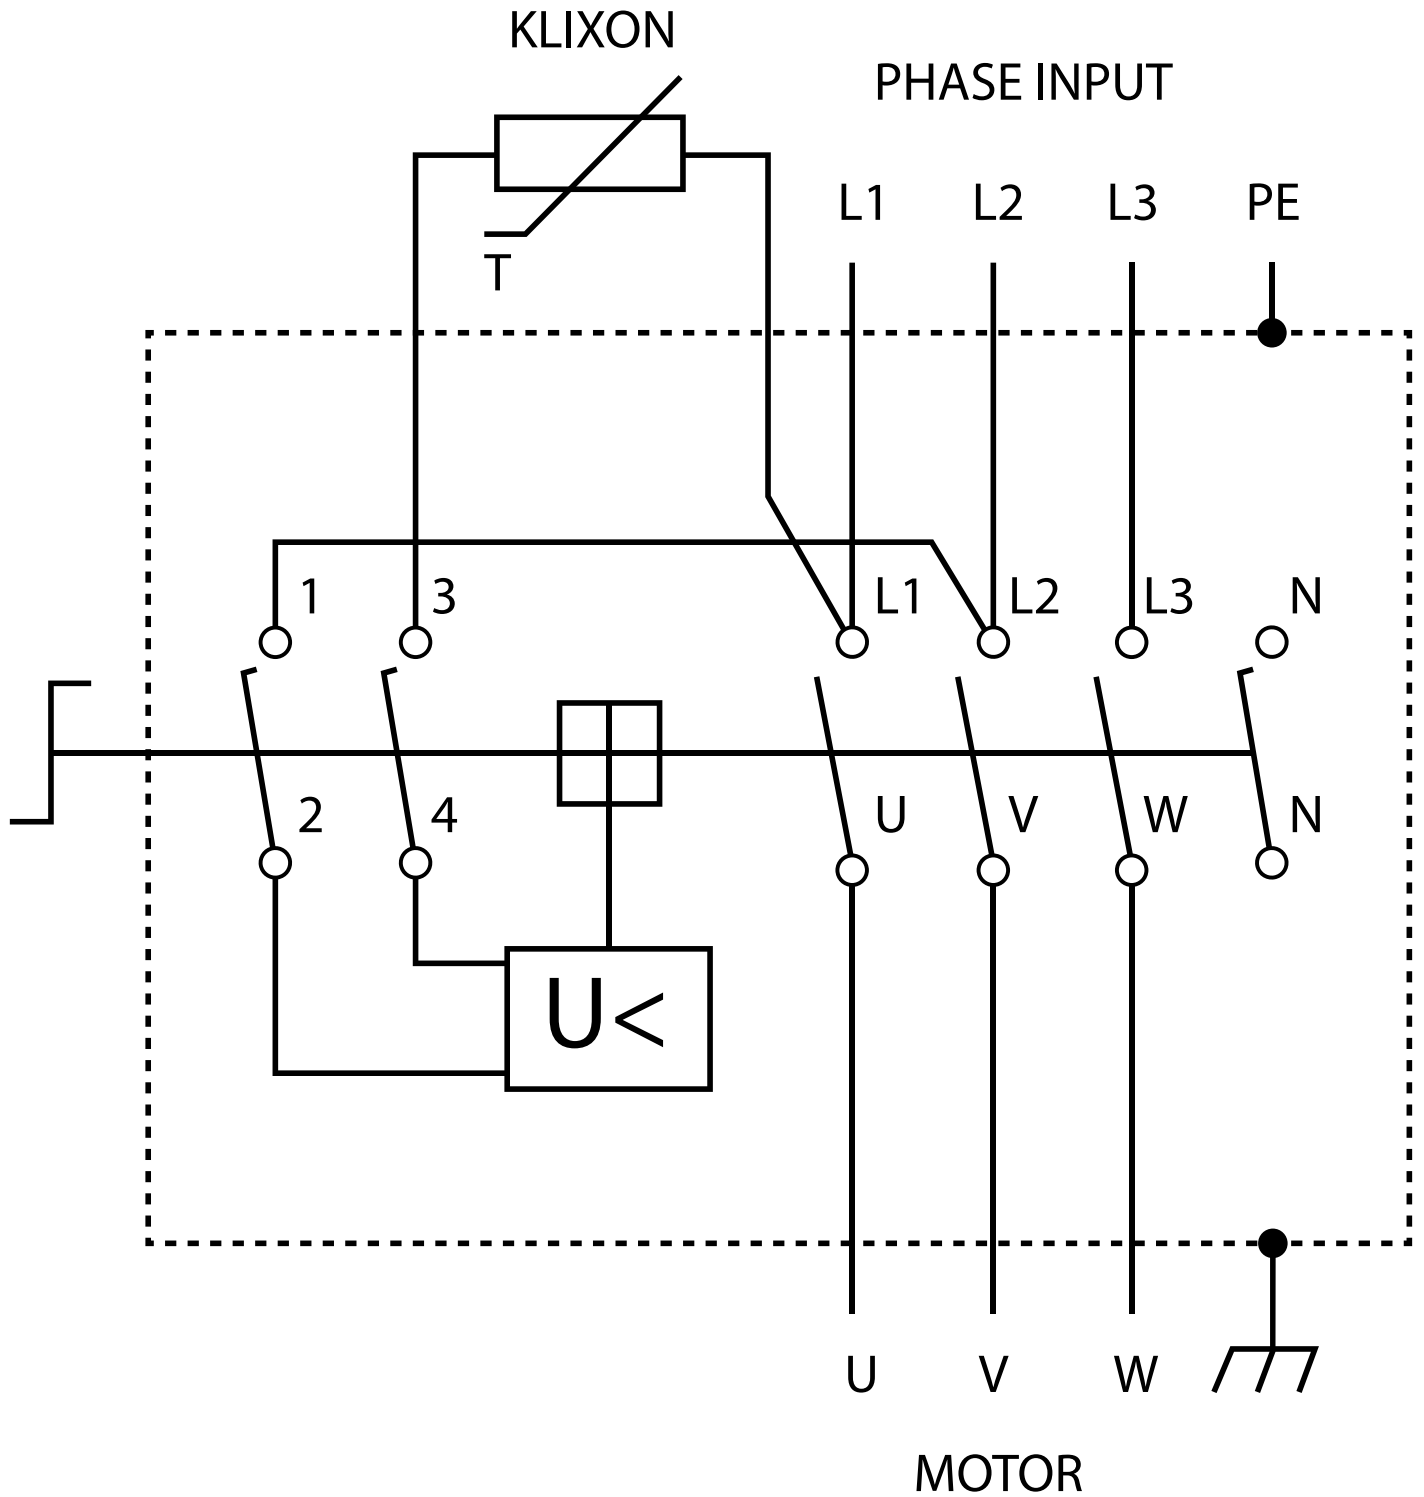 KLIXON
PHASE INPUT
L1 L2 L3 PE
T
1 3 L1 L2 L3 N
2 4 U V W N
U<
U V W
MOTOR